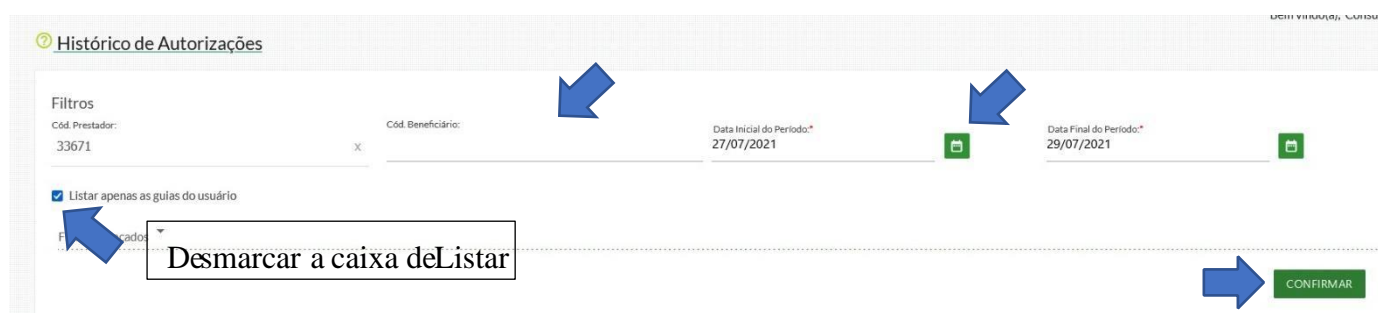 Bem vindo(a), Consu
Histórico de Autorizações
Filtros
Cód. Prestador:
33671 x
Cód. Beneficiário:
Data Inicial do Período:*
27/07/2021
Data Final do Período:*
29/07/2021
Listar apenas as guias do usuário
Desmarcar a caixa deListar
CONFIRMAR